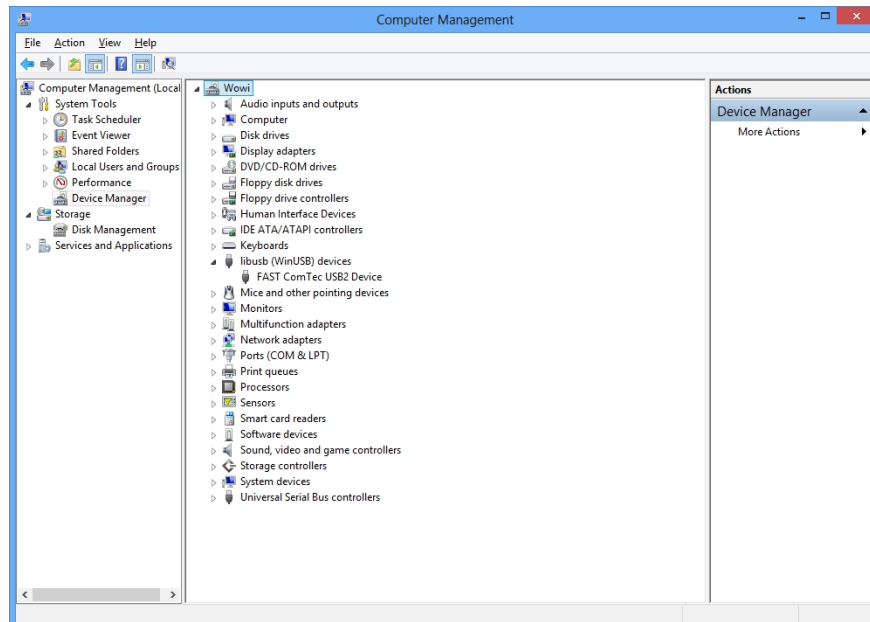 Computer Management
File Action View Help
Computer Management (Local
System Tools
Task Scheduler
Event Viewer
Shared Folders
Local Users and Groups
Performance
Device Manager
Storage
Disk Management
Services and Applications
Wowi
Audio inputs and outputs
Computer
Disk drives
Display adapters
DVD/CD-ROM drives
Floppy disk drives
Floppy drive controllers
Human Interface Devices
IDE ATA/ATAPI controllers
Keyboards
libusb (WinUSB) devices
FAST ComTec USB2 Device
Mice and other pointing devices
Monitors
Multifunction adapters
Network adapters
Ports (COM & LPT)
Print queues
Processors
Sensors
Smart card readers
Software devices
Sound, video and game controllers
Storage controllers
System devices
Universal Serial Bus controllers
Actions
Device Manager
More Actions